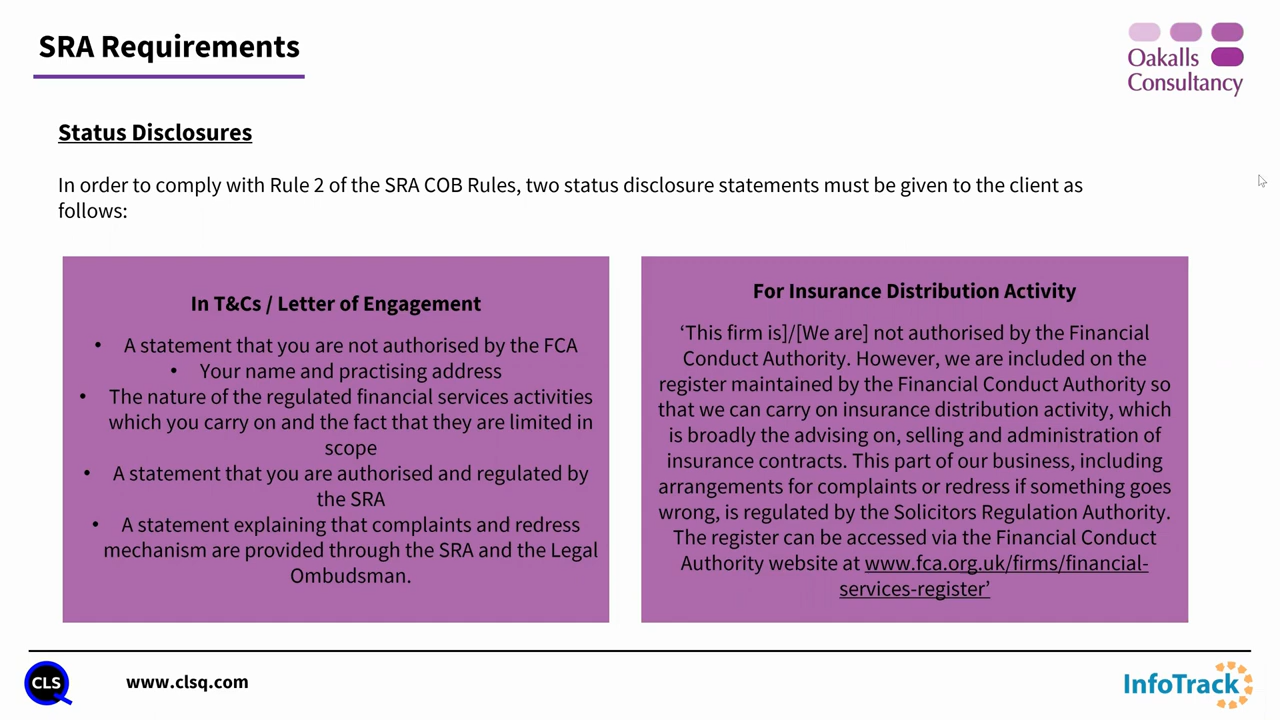 SRA Requirements
Oakalls
Consultancy
Status Disclosures
In order to comply with Rule 2 of the SRA COB Rules, two status disclosure statements must be given to the client as
follows:
In T&Cs / Letter of Engagement
• A statement that you are not authorised by the FCA
• Your name and practising address
• The nature of the regulated financial services activities
which you carry on and the fact that they are limited in
scope
• A statement that you are authorised and regulated by
the SRA
• A statement explaining that complaints and redress
mechanism are provided through the SRA and the Legal
Ombudsman.
For Insurance Distribution Activity
‘This firm is]/[We are] not authorised by the Financial
Conduct Authority. However, we are included on the
register maintained by the Financial Conduct Authority so
that we can carry on insurance distribution activity, which
is broadly the advising on, selling and administration of
insurance contracts. This part of our business, including
arrangements for complaints or redress if something goes
wrong, is regulated by the Solicitors Regulation Authority.
The register can be accessed via the Financial Conduct
Authority website at www.fca.org.uk/firms/financial-
services-register’
CLS
www.clsq.com
InfoTrack